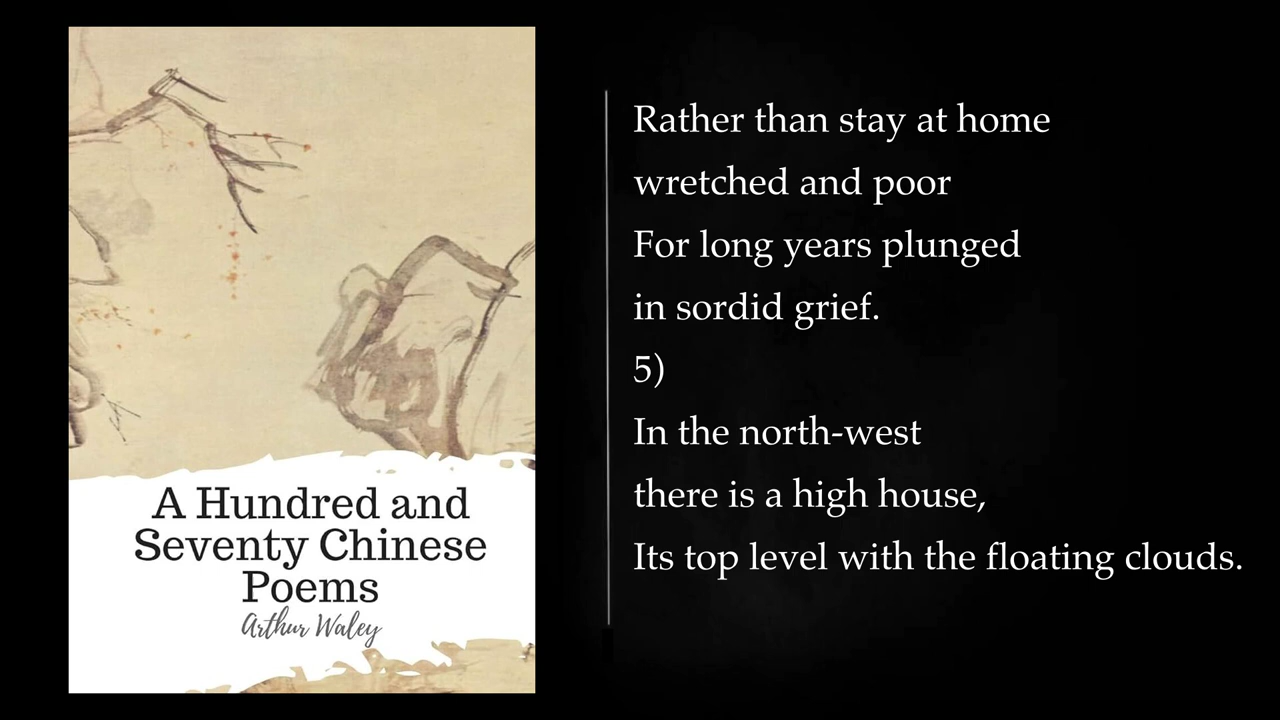 A Hundred and
Seventy Chinese
Poems
Arthur Waley
Rather than stay at home
wretched and poor
For long years plunged
in sordid grief.
5)
In the north-west
there is a high house,
Its top level with the floating clouds.